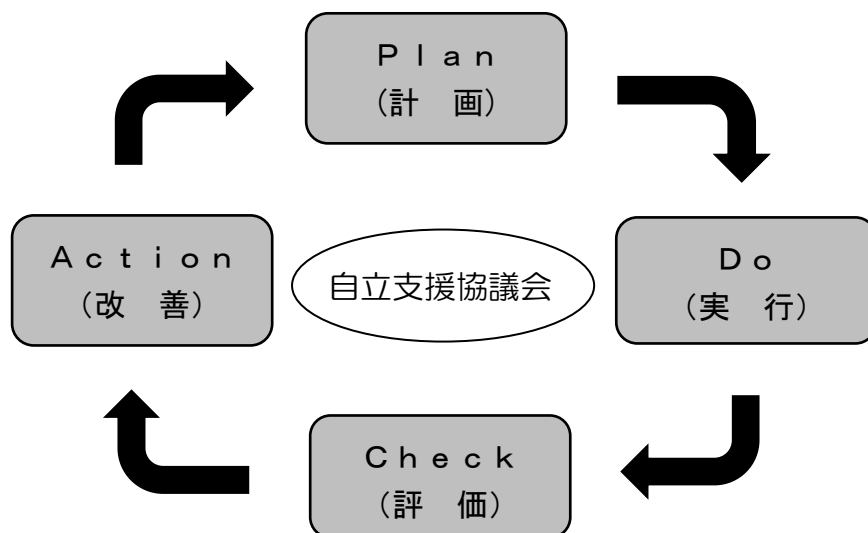 Ｐｌａｎ
（計　画）
Ａｃｔｉｏｎ
（改　善）
自立支援協議会
Ｄｏ
（実　行）
Ｃｈｅｃｋ
（評　価）